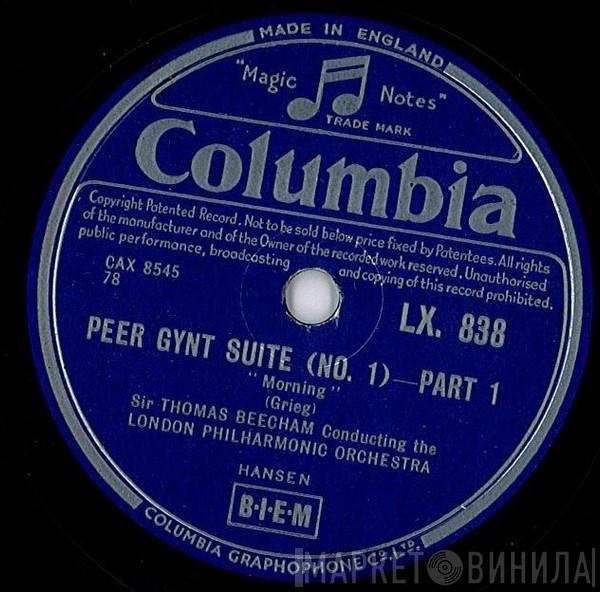 MADE IN ENGLAND
"Magic Notes"
TRADE MARK
Columbia
Copyright Patented Record. Not to be sold below price fixed by Patentees. All rights
of the manufacturer and of the Owner of the recorded work reserved. Unauthorised
public performance, broadcasting and copying of this record prohibited.
CAX 8545
78
LX. 838
PEER GYNT SUITE (NO. 1)—PART 1
"Morning"
(Grieg)
Sir THOMAS BEECHAM Conducting the
LONDON PHILHARMONIC ORCHESTRA
HANSEN
B·I·E·M
COLUMBIA GRAPHOPHONE CO. LTD.
МАРКЕТ ВИНИЛА